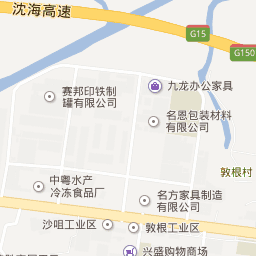 沈海高速
G15
G150
九龙办公家具
赛邦印铁制
罐有限公司
名恩包装材料
有限公司
敦根村
中粤水产
冷冻食品厂
名方家具制造
有限公司
沙咀工业区
敦根工业区
兴盛购物商场